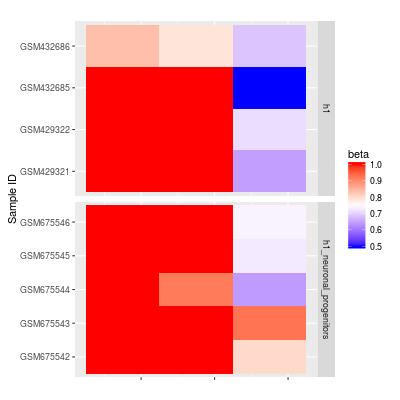 GSM432686
GSM432685
GSM429322
GSM429321
h1
GSM675546
GSM675545
GSM675544
GSM675543
GSM675542
h1_neuronal_progenitors
Sample ID
beta
1.0
0.9
0.8
0.7
0.6
0.5